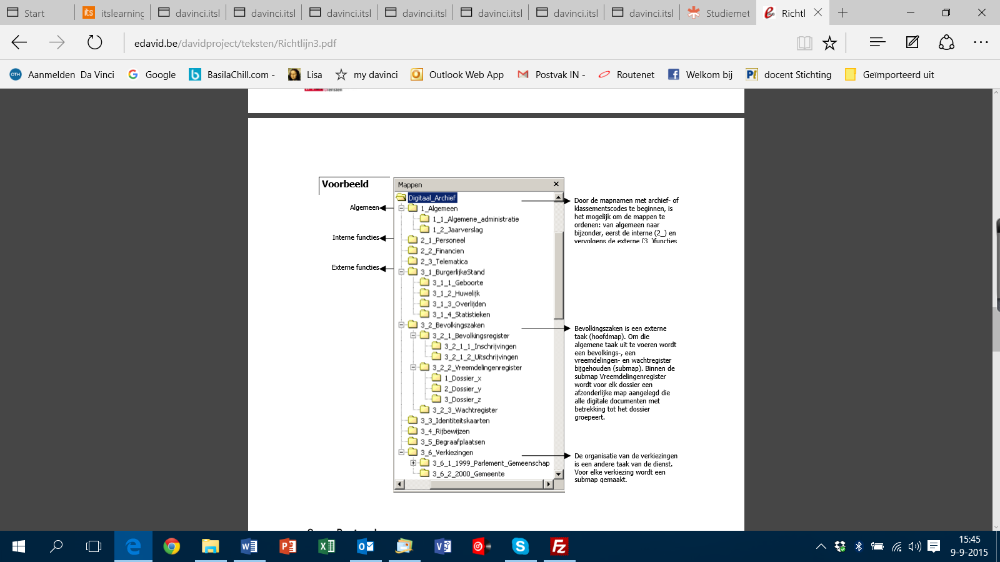 Start
itslearning
davinci.itsl
davinci.itsl
davinci.itsl
davinci.itsl
davinci.itsl
davinci.itsl
davinci.itsl
Studiemet
Richtl
edavid.be/davidproject/teksten/Richtlijn3.pdf
Aanmelden Da Vinci
Google
BasilaChill.com -
Lisa
my davinci
Outlook Web App
Postvak IN -
Routenet
Welkom bij
docent Stichting
Geïmporteerd uit
Diensten
Voorbeeld
Algemeen
Interne functies
Externe functies
Mappen
Digitaal_Archief
1_Algemeen
1_1_Algemene_administratie
1_2_Jaarverslag
2_1_Personeel
2_2_Financien
2_3_Telematica
3_1_BurgerlijkeStand
3_1_1_Geboorte
3_1_2_Huwelijk
3_1_3_Overlijden
3_1_4_Statistieken
3_2_Bevolkingszaken
3_2_1_Bevolkingsregister
3_2_1_1_Inschrijvingen
3_2_1_2_Uitschrijvingen
3_2_2_Vreemdelingenregister
1_Dossier_x
2_Dossier_y
3_Dossier_z
3_2_3_Wachtregister
3_3_Identiteitskaarten
3_4_Rijbewijzen
3_5_Begraafplaatsen
3_6_Verkiezingen
3_6_1_1999_Parlement_Gemeenschap
3_6_2_2000_Gemeente
Door de mapnamen met archief- of
klassementscodes te beginnen, is
het mogelijk om de mappen te
ordenen: van algemeen naar
bijzonder, eerst de interne (2_) en
vervolgens de externe (3_)functies
Bevolkingszaken is een externe
taak (hoofdmap). Om die
algemene taak uit te voeren wordt
een bevolkings-, een
vreemdelingen- en wachtregister
bijgehouden (submap). Binnen de
submap Vreemdelingenregister
wordt voor elk dossier een
afzonderlijke map aangelegd die
alle digitale documenten met
betrekking tot het dossier
groepeert.
De organisatie van de verkiezingen
is een andere taak van de dienst.
Voor elke verkiezing wordt een
submap gemaakt.
15:45
9-9-2015